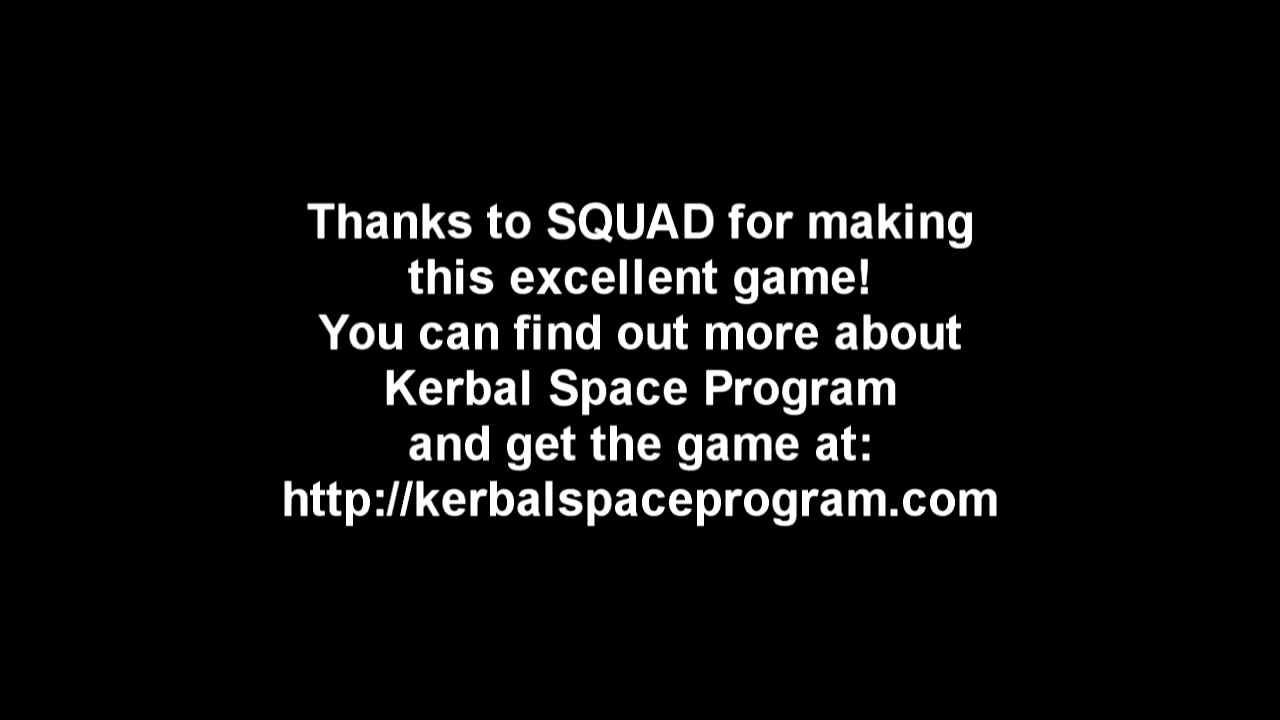 Thanks to SQUAD for making
this excellent game!
You can find out more about
Kerbal Space Program
and get the game at:
http://kerbalspaceprogram.com